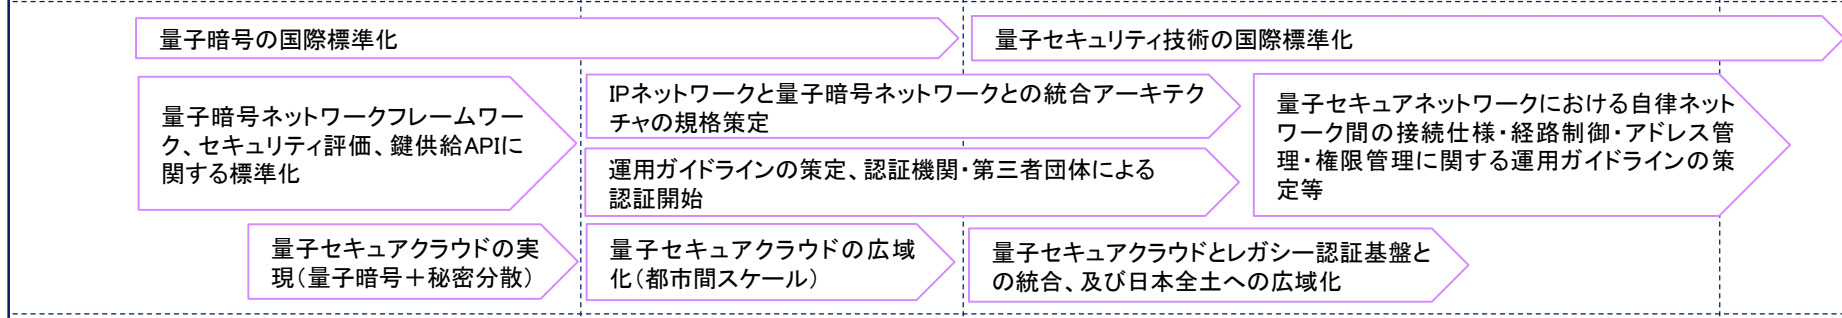 量子暗号の国際標準化
量子セキュリティ技術の国際標準化
量子暗号ネットワークフレームワー
ク、セキュリティ評価、鍵供給APIに
関する標準化
IPネットワークと量子暗号ネットワークとの統合アーキテク
チャの規格策定
運用ガイドラインの策定、認証機関・第三者団体による
認証開始
量子セキュアネットワークにおける自律ネット
ワーク間の接続仕様・経路制御・アドレス管
理・権限管理に関する運用ガイドラインの策
定等
量子セキュアクラウドの実
現（量子暗号＋秘密分散）
量子セキュアクラウドの広域
化（都市間スケール）
量子セキュアクラウドとレガシー認証基盤と
の統合、及び日本全土への広域化